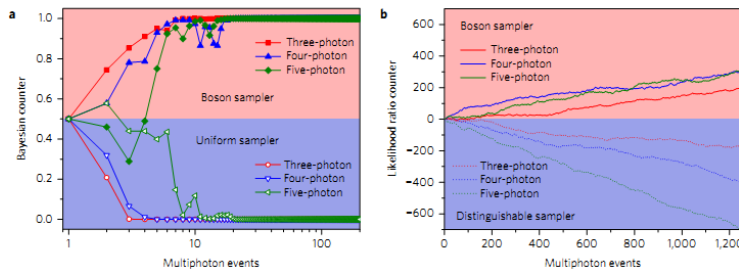 a
Bayesian counter
1.0
0.8
0.6
0.4
0.2
0.0
Three-photon
Four-photon
Five-photon
Boson sampler
Uniform sampler
Three-photon
Four-photon
Five-photon
1
10
100
Multiphoton events
b
Likelihood ratio counter
600
400
200
0
−200
−400
−600
Boson sampler
Three-photon
Four-photon
Five-photon
Three-photon
Four-photon
Five-photon
Distinguishable sampler
0
200
400
600
800
1,000
1,200
Multiphoton events